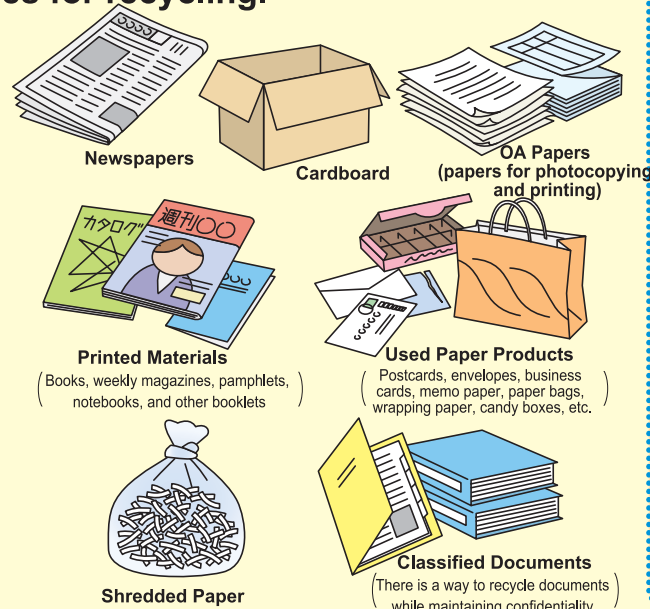 es for recycling.
Newspapers
Cardboard
OA Papers
(papers for photocopying
and printing)
カタログ
週刊〇〇
Printed Materials
(Books, weekly magazines, pamphlets,
notebooks, and other booklets)
Used Paper Products
(Postcards, envelopes, business
cards, memo paper, paper bags,
wrapping paper, candy boxes, etc.)
Shredded Paper
Classified Documents
(There is a way to recycle documents
while maintaining confidentiality